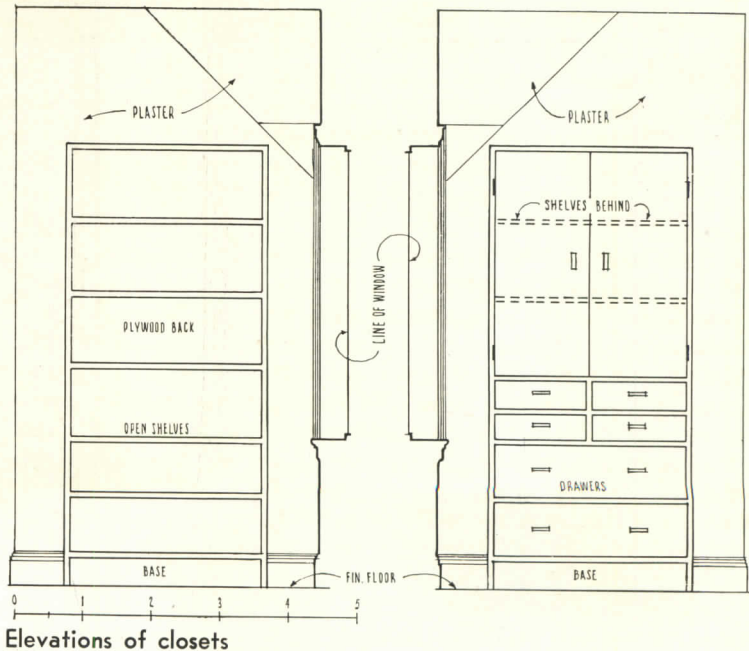 PLASTER
PLASTER
SHELVES BEHIND
LINE OF WINDOW
PLYWOOD BACK
OPEN SHELVES
DRAWERS
BASE
FIN. FLOOR
BASE
0 1 2 3 4 5
Elevations of closets